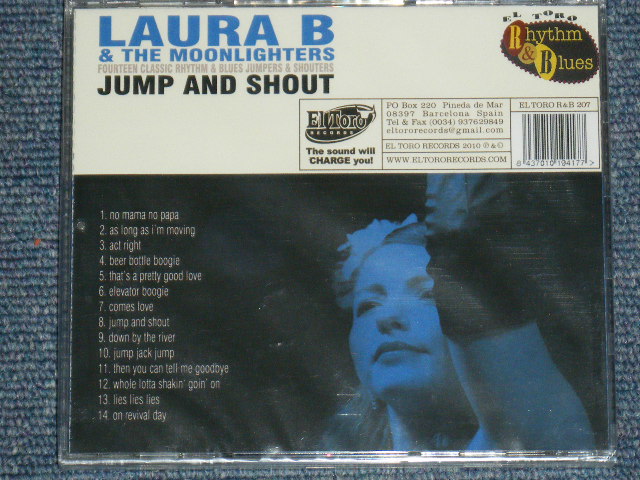 LAURA B
& THE MOONLIGHTERS
FOURTEEN CLASSIC RHYTHM & BLUES JUMPERS & SHOUTERS
JUMP AND SHOUT
EL TORO
Rhythm
& Blues
El Toro
RECORDS
The sound will
CHARGE you!
PO Box 220 Pineda de Mar
08397 Barcelona Spain
Tel & Fax (0034) 937629849
eltororecords@gmail.com
EL TORO RECORDS 2010 ℗ & ©
WWW.ELTORORECORDS.COM
EL TORO R&B 207
8 437010 194177 >
1. no mama no papa
2. as long as i'm moving
3. act right
4. beer bottle boogie
5. that's a pretty good love
6. elevator boogie
7. comes love
8. jump and shout
9. down by the river
10. jump jack jump
11. then you can tell me goodbye
12. whole lotta shakin' goin' on
13. lies lies lies
14. on revival day